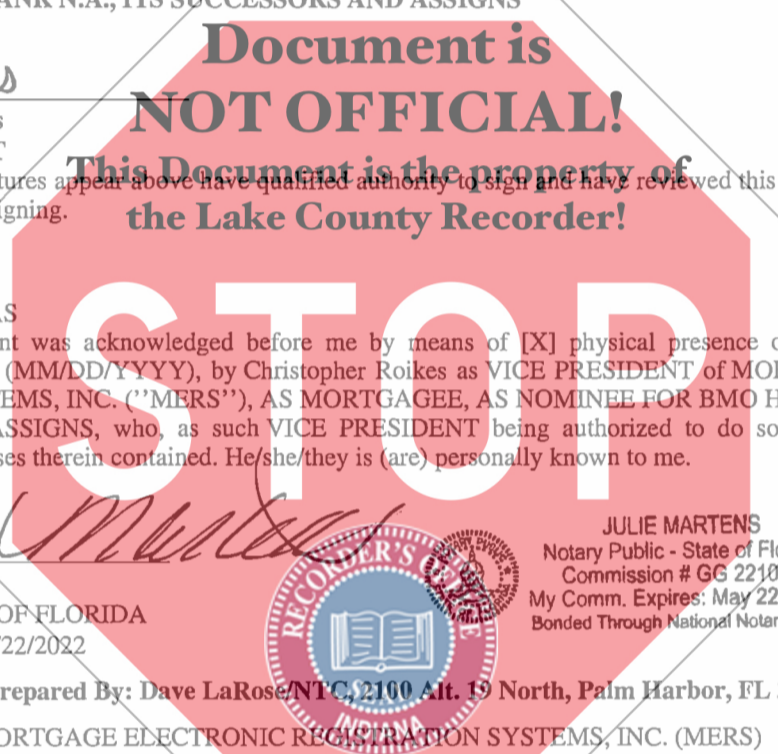 ANK N.A., ITS SUCCESSORS AND ASSIGNS
Document is
NOT OFFICIAL!
This Document is the property of
the Lake County Recorder!
tures appear above have qualified authority to sign and have reviewed this
igning.
STOP
AS
nt was acknowledged before me by means of [X] physical presence o
(MM/DD/YYYY), by Christopher Roikes as VICE PRESIDENT of MO
EMS, INC. (''MERS''), AS MORTGAGEE, AS NOMINEE FOR BMO H
ASSIGNS, who, as such VICE PRESIDENT being authorized to do so
ses therein contained. He/she/they is (are) personally known to me.
JULIE MARTENS
Notary Public - State of Flo
Commission # GG 2210
My Comm. Expires: May 22
Bonded Through National Notar
RECORDER'S OFFICE
SEAL
INDIANA
OF FLORIDA
/22/2022
repared By: Dave LaRose/NTC, 2100 Alt. 19 North, Palm Harbor, FL
ORTGAGE ELECTRONIC REGISTRATION SYSTEMS, INC. (MERS)